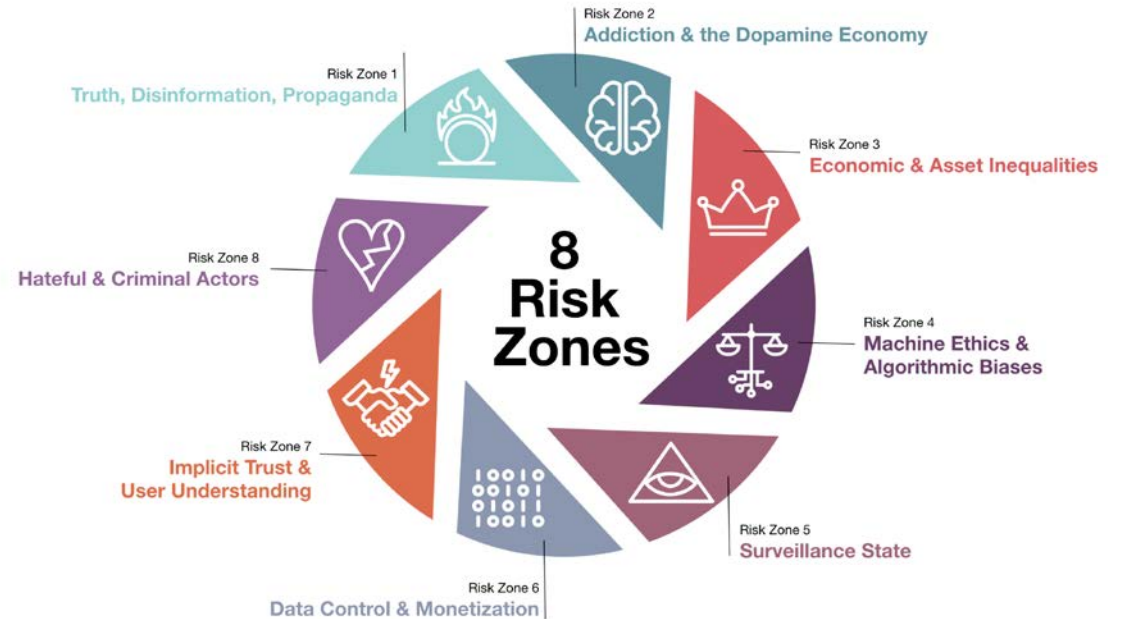 Risk Zone 1
Truth, Disinformation, Propaganda
Risk Zone 2
Addiction & the Dopamine Economy
Risk Zone 3
Economic & Asset Inequalities
Risk Zone 4
Machine Ethics &
Algorithmic Biases
Risk Zone 5
Surveillance State
Risk Zone 6
Data Control & Monetization
Risk Zone 7
Implicit Trust &
User Understanding
Risk Zone 8
Hateful & Criminal Actors
8
Risk
Zones
10010
00101
01011
10010